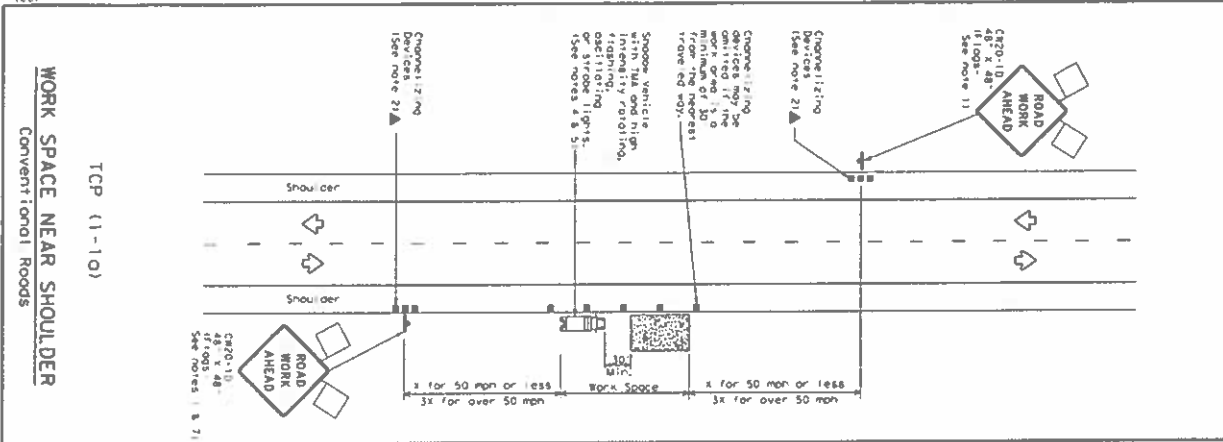 CW20-1D
48" X 48"
(Flags-
See note 1)
ROAD
WORK
AHEAD
Channelizing
Devices
(See note 2)
Channelizing
devices may be
omitted if the
work area is a
minimum of 30
from the nearest
traveled way.
Shadow Vehicle
with TMA and high
intensity rotating,
flashing,
oscillating
or strobe lights.
(See notes 4 & 5)
Channelizing
Devices
(See note 2)
Shoulder
Shoulder
30'
Min.
X for 50 mph or less
3X for over 50 mph
Work Space
X for 50 mph or less
3X for over 50 mph
ROAD
WORK
AHEAD
CW20-1D
48" X 48"
(Flags-
See notes 1 & 7)
TCP (1-1a)
WORK SPACE NEAR SHOULDER
Conventional Roads